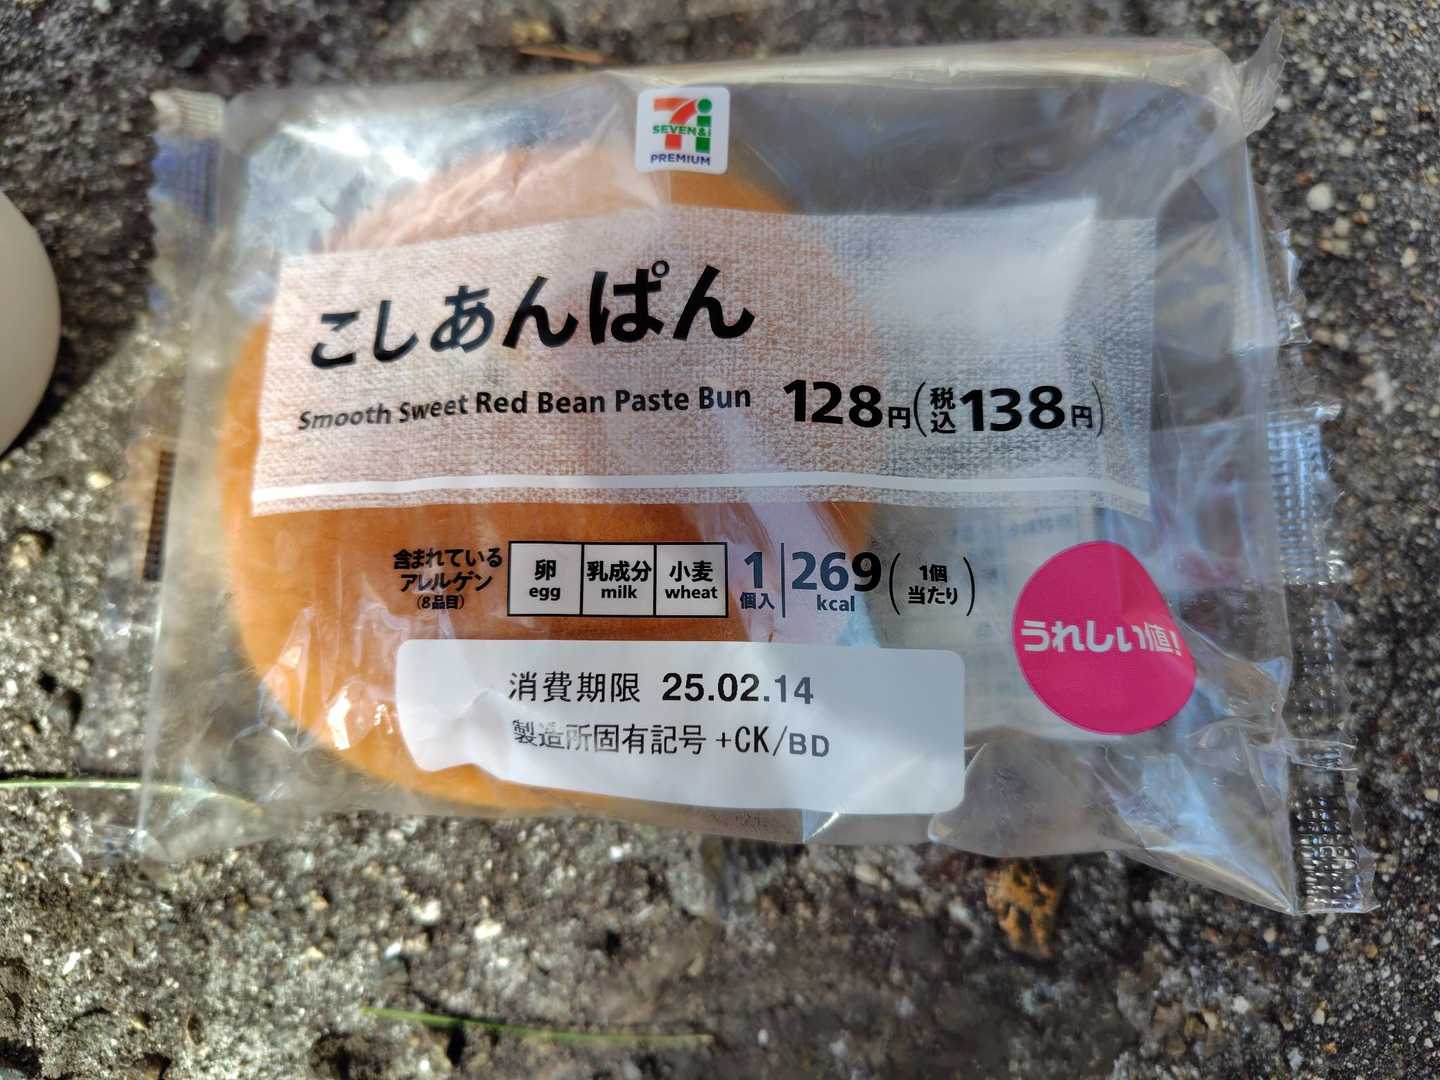 SEVEN&i
PREMIUM
こしあんぱん
Smooth Sweet Red Bean Paste Bun
128円(税込138円)
含まれている
アレルゲン
(8品目)
卵
egg
乳成分
milk
小麦
wheat
1
個入
269
kcal
(1個
当たり)
うれしい値!
消費期限 25.02.14
製造所固有記号 +CK/BD